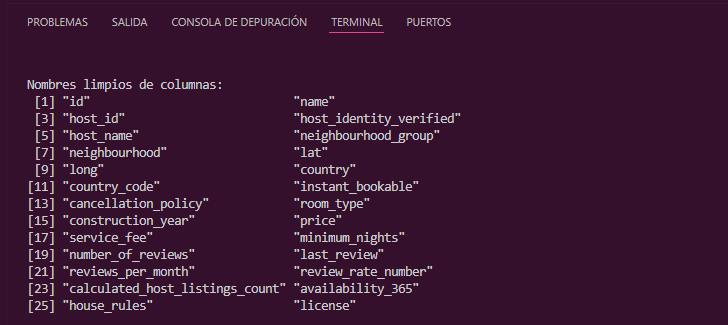 PROBLEMAS SALIDA CONSOLA DE DEPURACIÓN TERMINAL PUERTOS
Nombres limpios de columnas:
[1] "id" "name"
[3] "host_id" "host_identity_verified"
[5] "host_name" "neighbourhood_group"
[7] "neighbourhood" "lat"
[9] "long" "country"
[11] "country_code" "instant_bookable"
[13] "cancellation_policy" "room_type"
[15] "construction_year" "price"
[17] "service_fee" "minimum_nights"
[19] "number_of_reviews" "last_review"
[21] "reviews_per_month" "review_rate_number"
[23] "calculated_host_listings_count" "availability_365"
[25] "house_rules" "license"